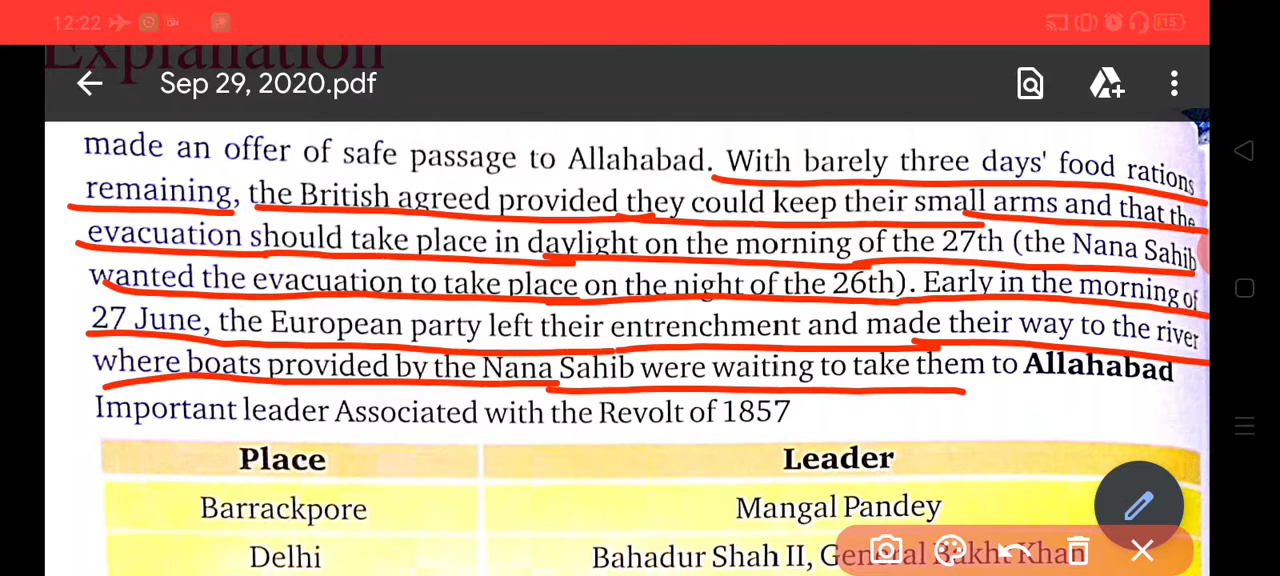 12:22
15
Explanation
Sep 29, 2020.pdf
made an offer of safe passage to Allahabad. With barely three days' food rations
remaining, the British agreed provided they could keep their small arms and that the
evacuation should take place in daylight on the morning of the 27th (the Nana Sahib
wanted the evacuation to take place on the night of the 26th). Early in the morning of
27 June, the European party left their entrenchment and made their way to the river
where boats provided by the Nana Sahib were waiting to take them to Allahabad
Important leader Associated with the Revolt of 1857
Place Leader
Barrackpore Mangal Pandey
Delhi Bahadur Shah II, General Bakht Khan